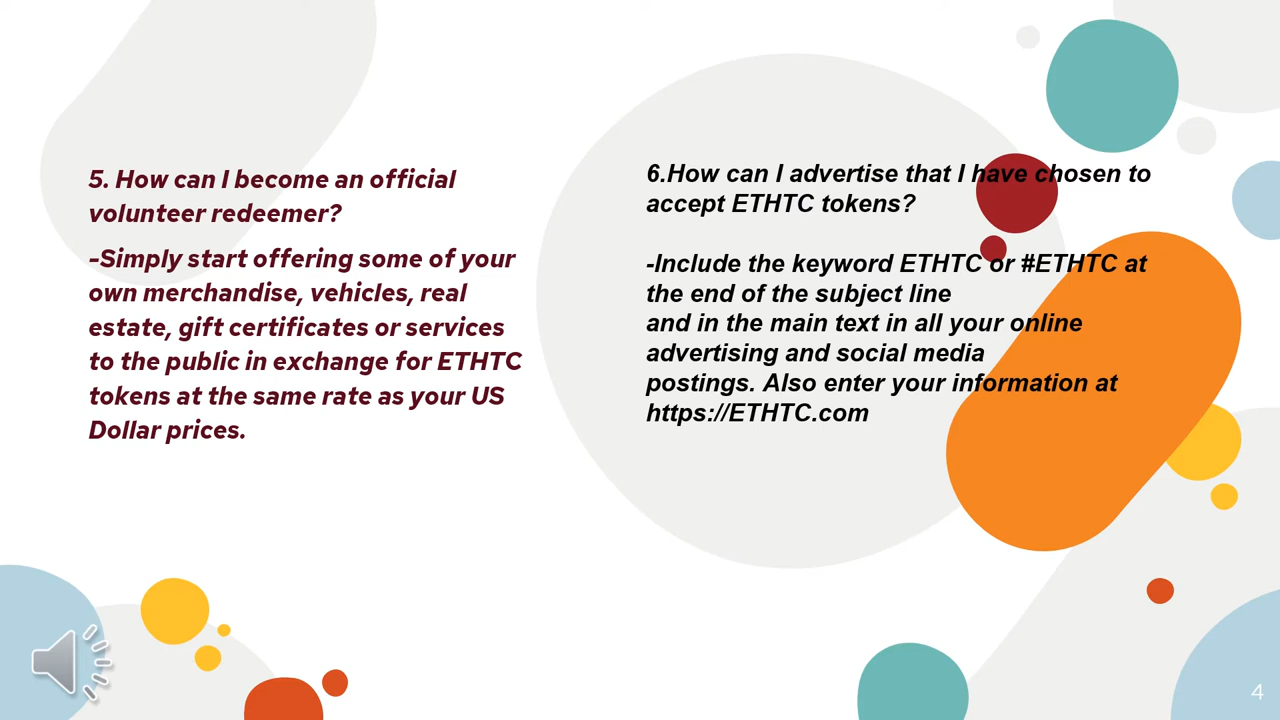 5. How can I become an official
volunteer redeemer?
-Simply start offering some of your
own merchandise, vehicles, real
estate, gift certificates or services
to the public in exchange for ETHTC
tokens at the same rate as your US
Dollar prices.
6.How can I advertise that I have chosen to
accept ETHTC tokens?
-Include the keyword ETHTC or #ETHTC at
the end of the subject line
and in the main text in all your online
advertising and social media
postings. Also enter your information at
https://ETHTC.com
4